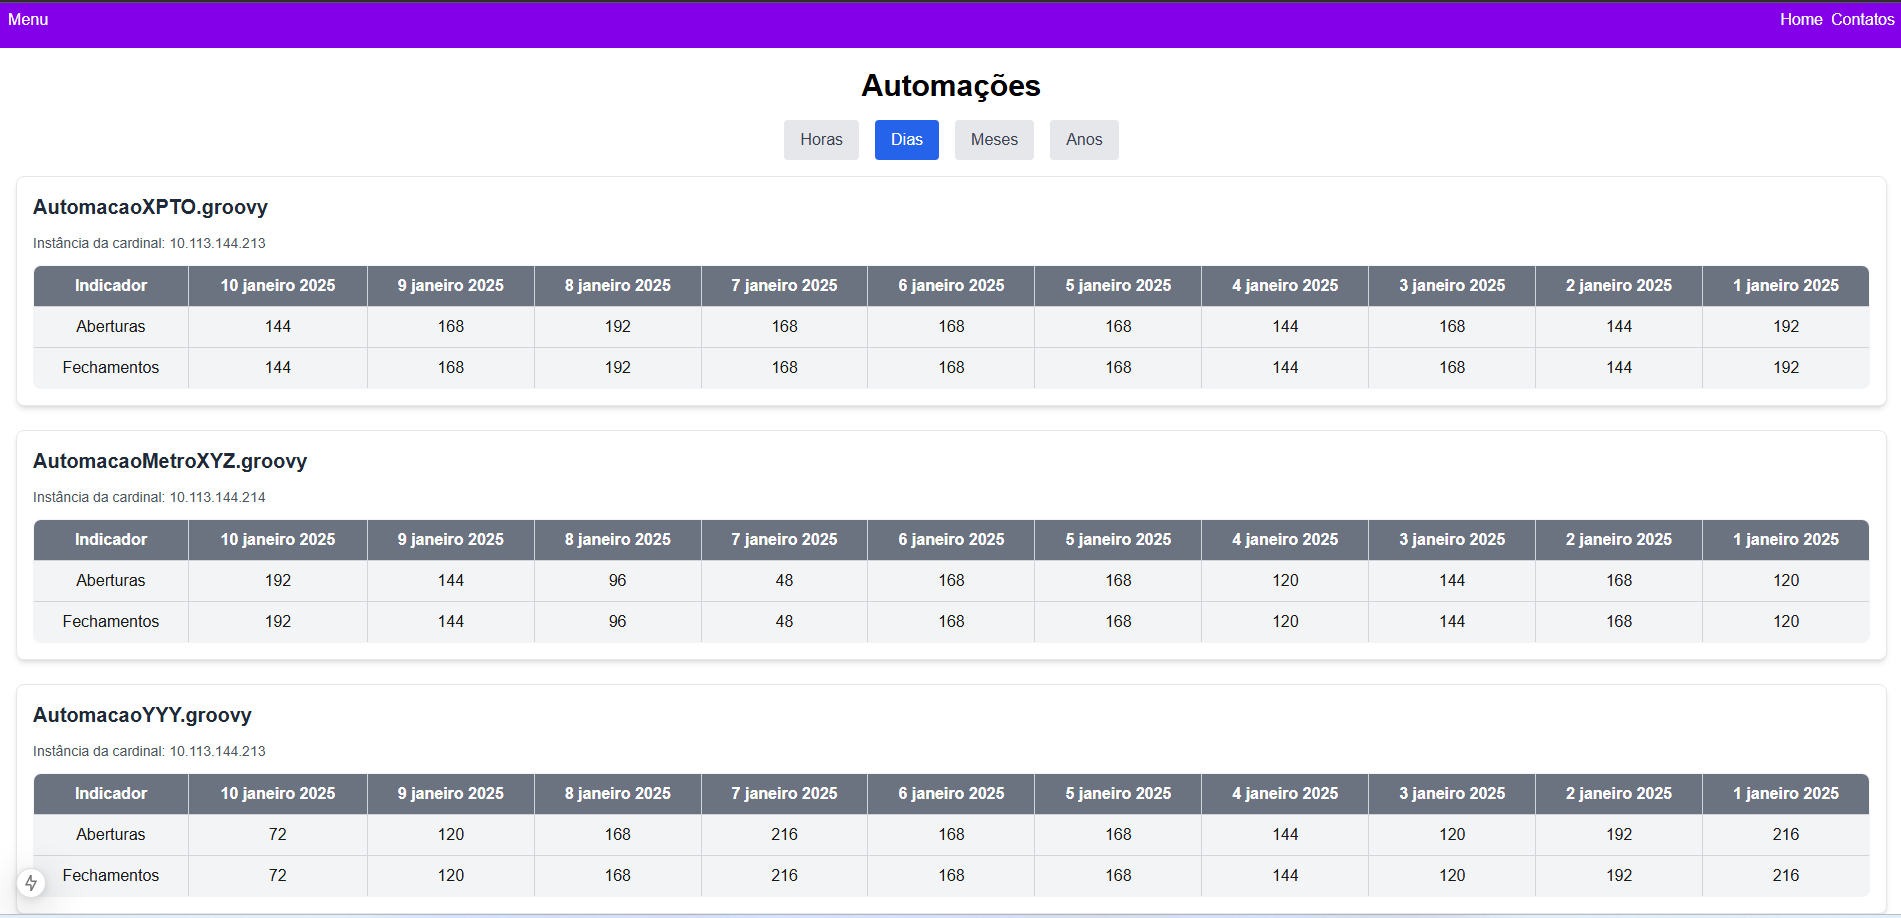 Menu Home Contatos
Automações
Horas Dias Meses Anos
AutomacaoXPTO.groovy
Instância da cardinal: 10.113.144.213
Indicador 10 janeiro 2025 9 janeiro 2025 8 janeiro 2025 7 janeiro 2025 6 janeiro 2025 5 janeiro 2025 4 janeiro 2025 3 janeiro 2025 2 janeiro 2025 1 janeiro 2025
Aberturas 144 168 192 168 168 168 144 168 144 192
Fechamentos 144 168 192 168 168 168 144 168 144 192
AutomacaoMetroXYZ.groovy
Instância da cardinal: 10.113.144.214
Indicador 10 janeiro 2025 9 janeiro 2025 8 janeiro 2025 7 janeiro 2025 6 janeiro 2025 5 janeiro 2025 4 janeiro 2025 3 janeiro 2025 2 janeiro 2025 1 janeiro 2025
Aberturas 192 144 96 48 168 168 120 144 168 120
Fechamentos 192 144 96 48 168 168 120 144 168 120
AutomacaoYYY.groovy
Instância da cardinal: 10.113.144.213
Indicador 10 janeiro 2025 9 janeiro 2025 8 janeiro 2025 7 janeiro 2025 6 janeiro 2025 5 janeiro 2025 4 janeiro 2025 3 janeiro 2025 2 janeiro 2025 1 janeiro 2025
Aberturas 72 120 168 216 168 168 144 120 192 216
Fechamentos 72 120 168 216 168 168 144 120 192 216